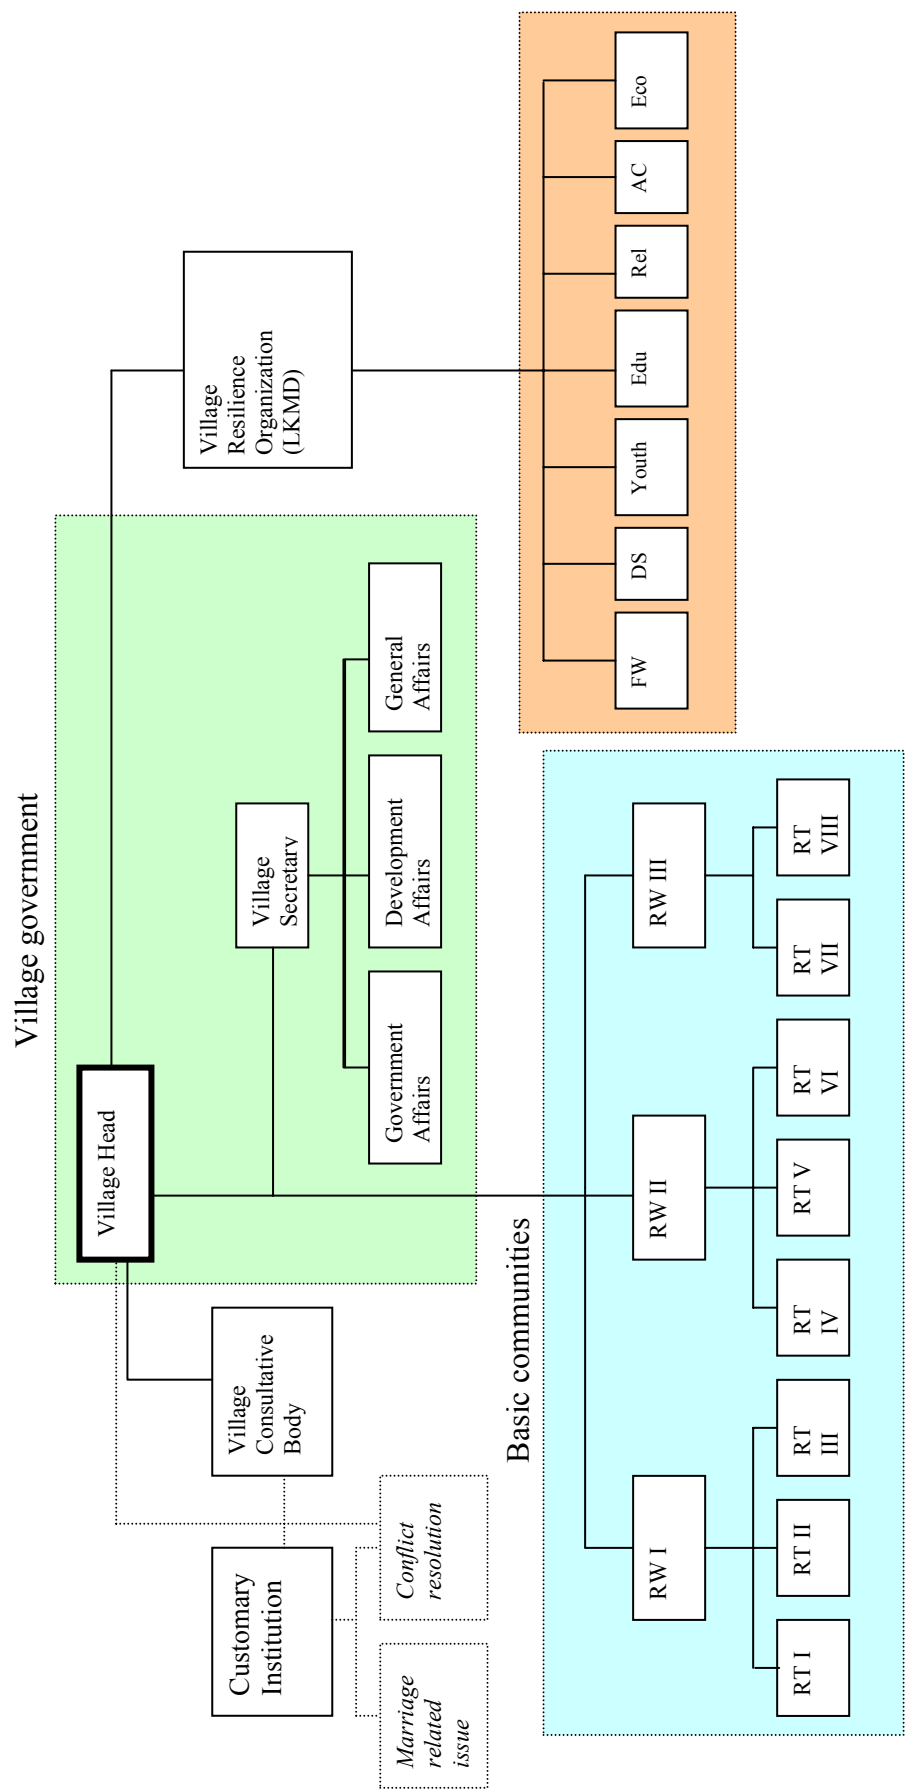 Village government
Village Head
Village
Secretary
Government
Affairs
Development
Affairs
General
Affairs
Village
Consultative
Body
Customary
Institution
Marriage
related
issue
Conflict
resolution
Village
Resilience
Organization
(LKMD)
FW
DS
Youth
Edu
Rel
AC
Eco
Basic communities
RW I
RW II
RW III
RT I
RT II
RT
III
RT
IV
RT V
RT
VI
RT
VII
RT
VIII